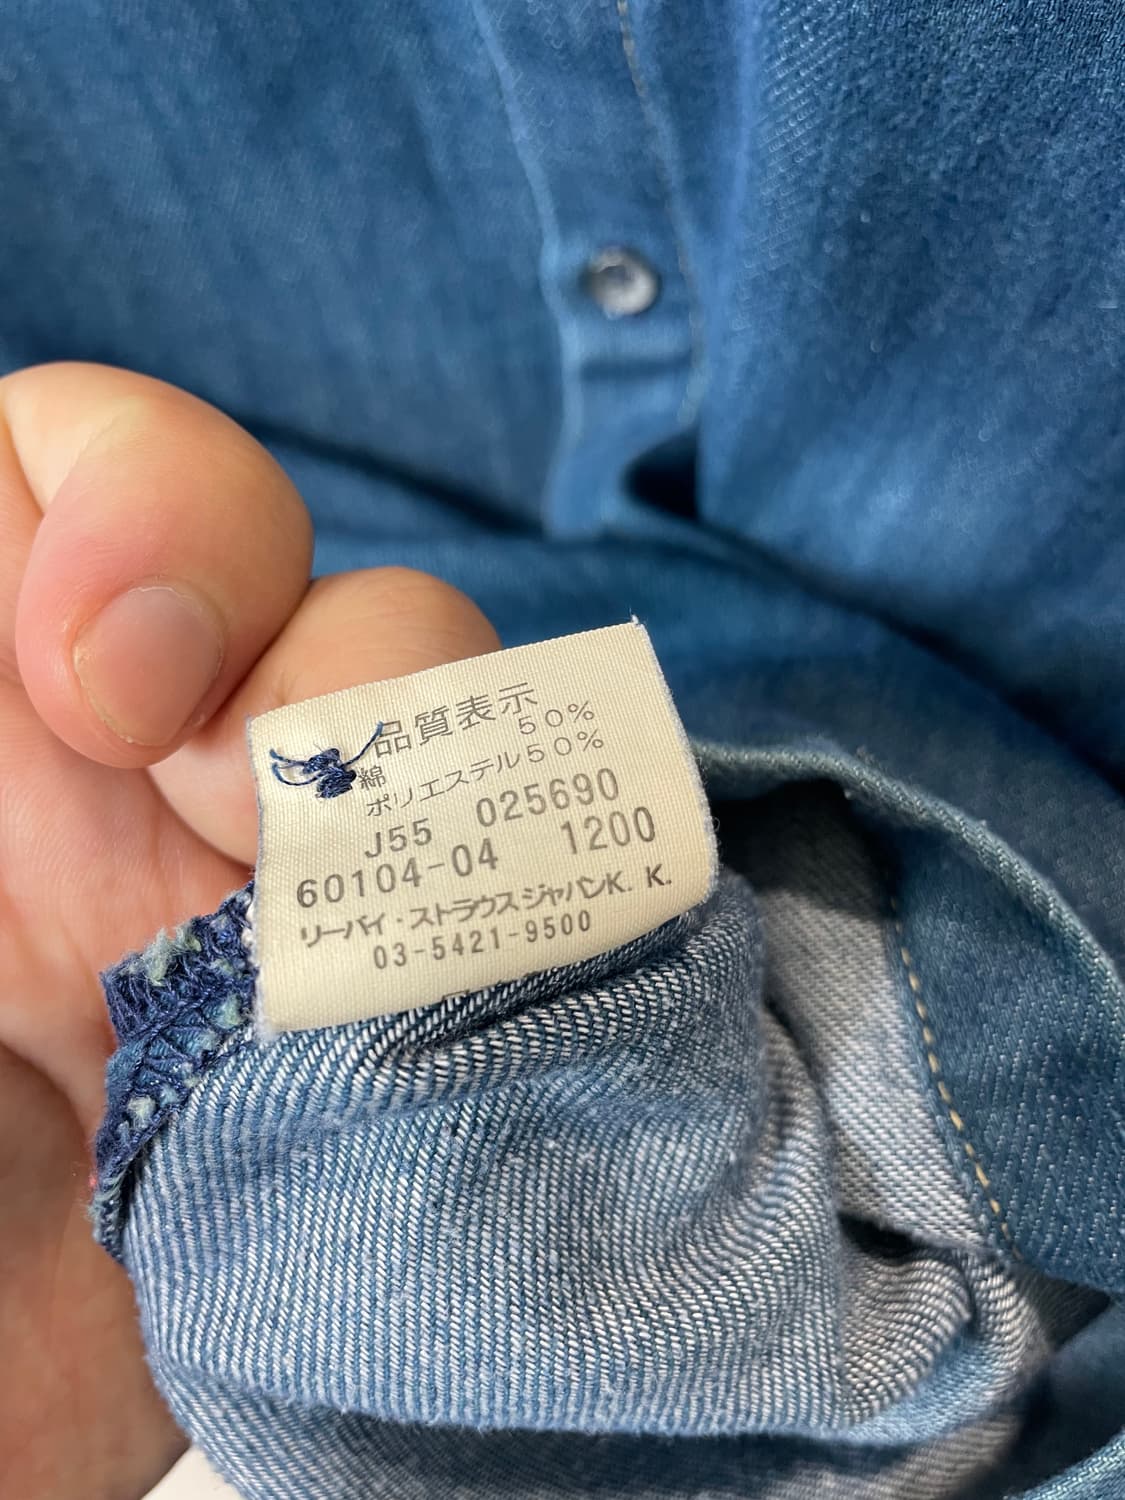 品質表示
綿 50%
ポリエステル50%
J55 025690
60104-04 1200
リーバイ・ストラウスジャパンK. K.
03-5421-9500